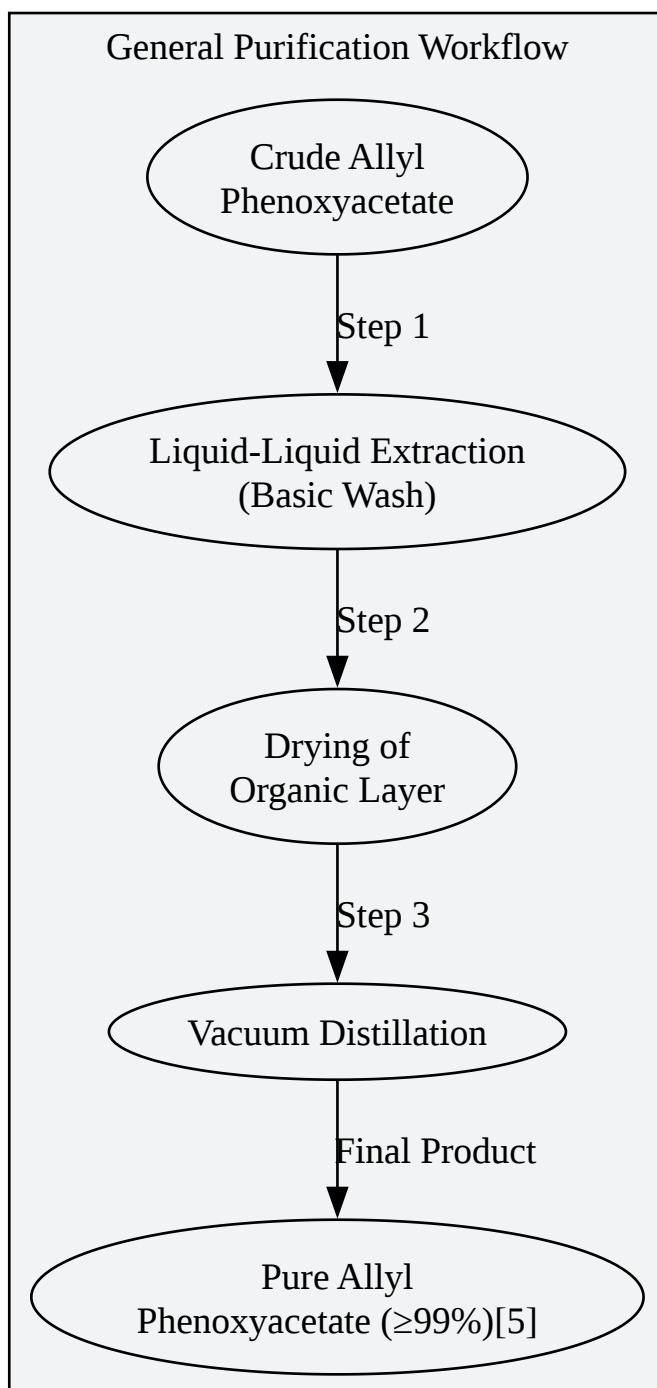 General Purification Workflow
Crude Allyl
Phenoxyacetate
Step 1
Liquid-Liquid Extraction
(Basic Wash)
Step 2
Drying of
Organic Layer
Step 3
Vacuum Distillation
Final Product
Pure Allyl
Phenoxyacetate (≥99%)[5]